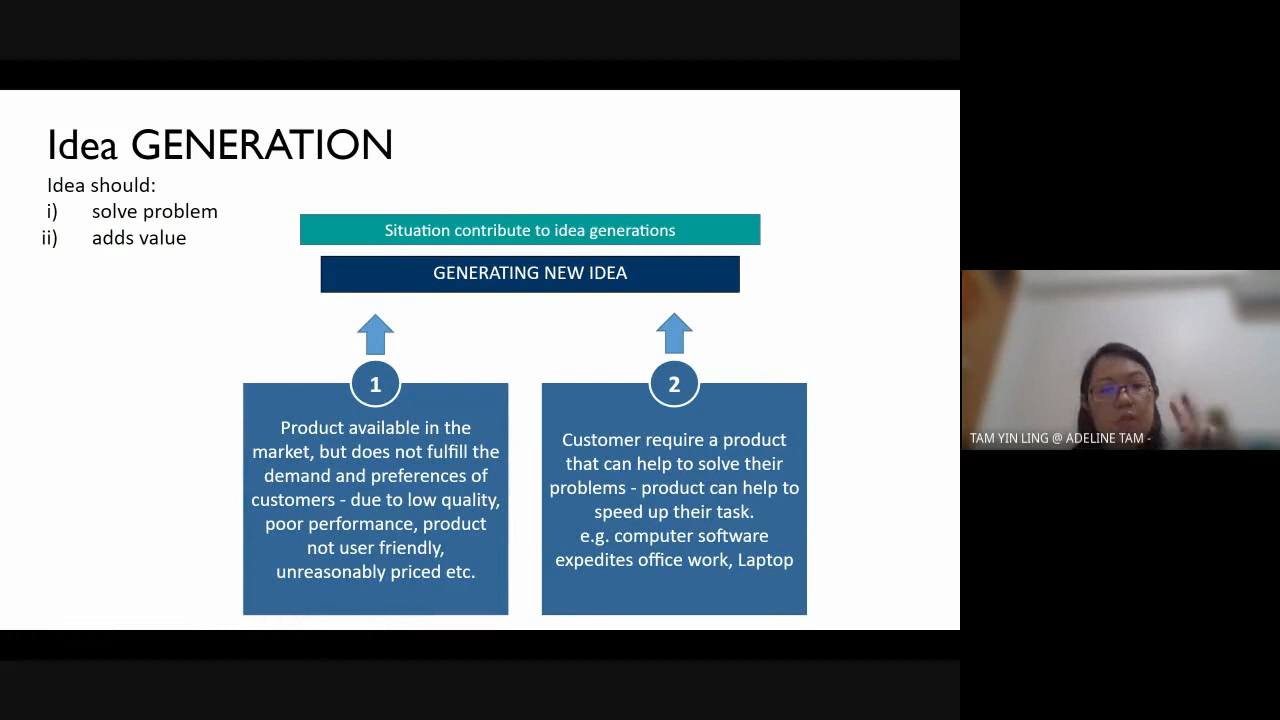 Idea GENERATION
Idea should:
i) solve problem
ii) adds value
Situation contribute to idea generations
GENERATING NEW IDEA
1
Product available in the
market, but does not fulfill the
demand and preferences of
customers - due to low quality,
poor performance, product
not user friendly,
unreasonably priced etc.
2
Customer require a product
that can help to solve their
problems - product can help to
speed up their task.
e.g. computer software
expedites office work, Laptop
TAM YIN LING @ ADELINE TAM -